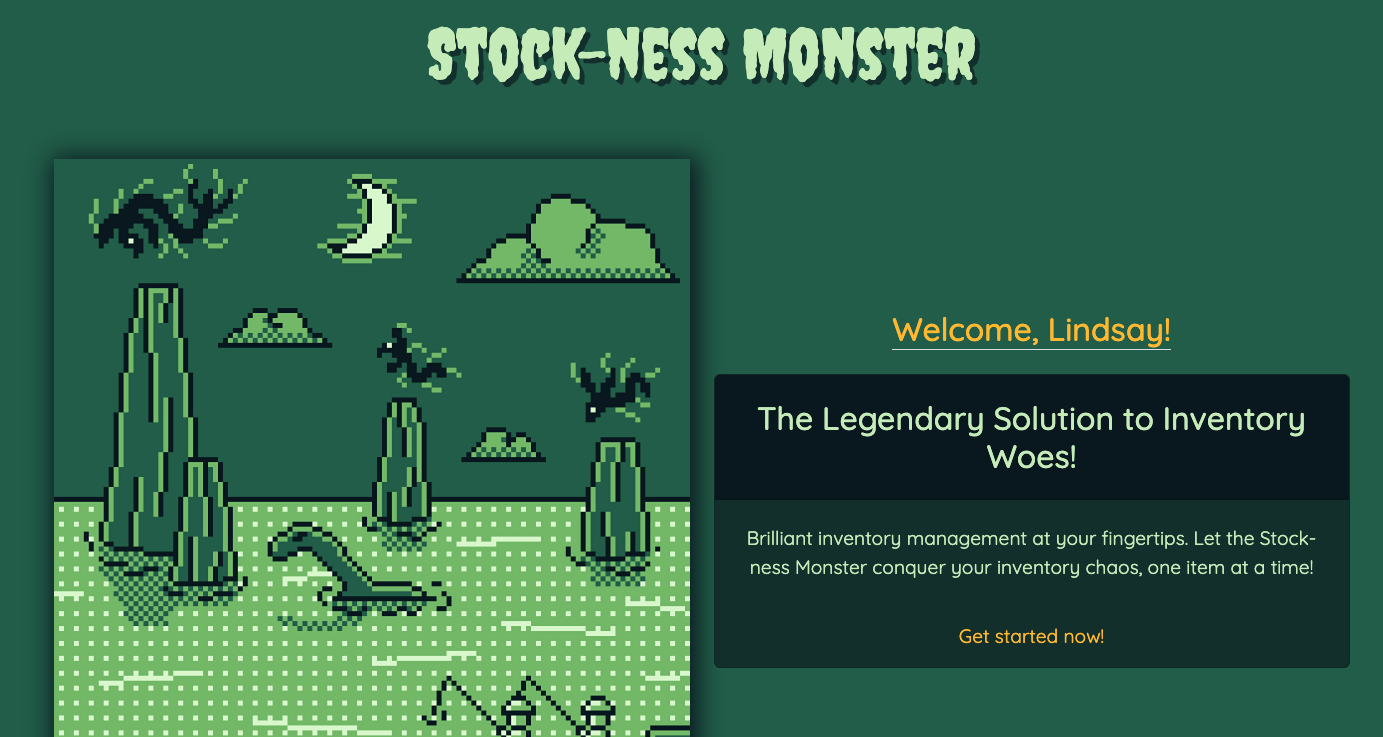 STOCK-NESS MONSTER
Welcome, Lindsay!
The Legendary Solution to Inventory
Woes!
Brilliant inventory management at your fingertips. Let the Stock-
ness Monster conquer your inventory chaos, one item at a time!
Get started now!